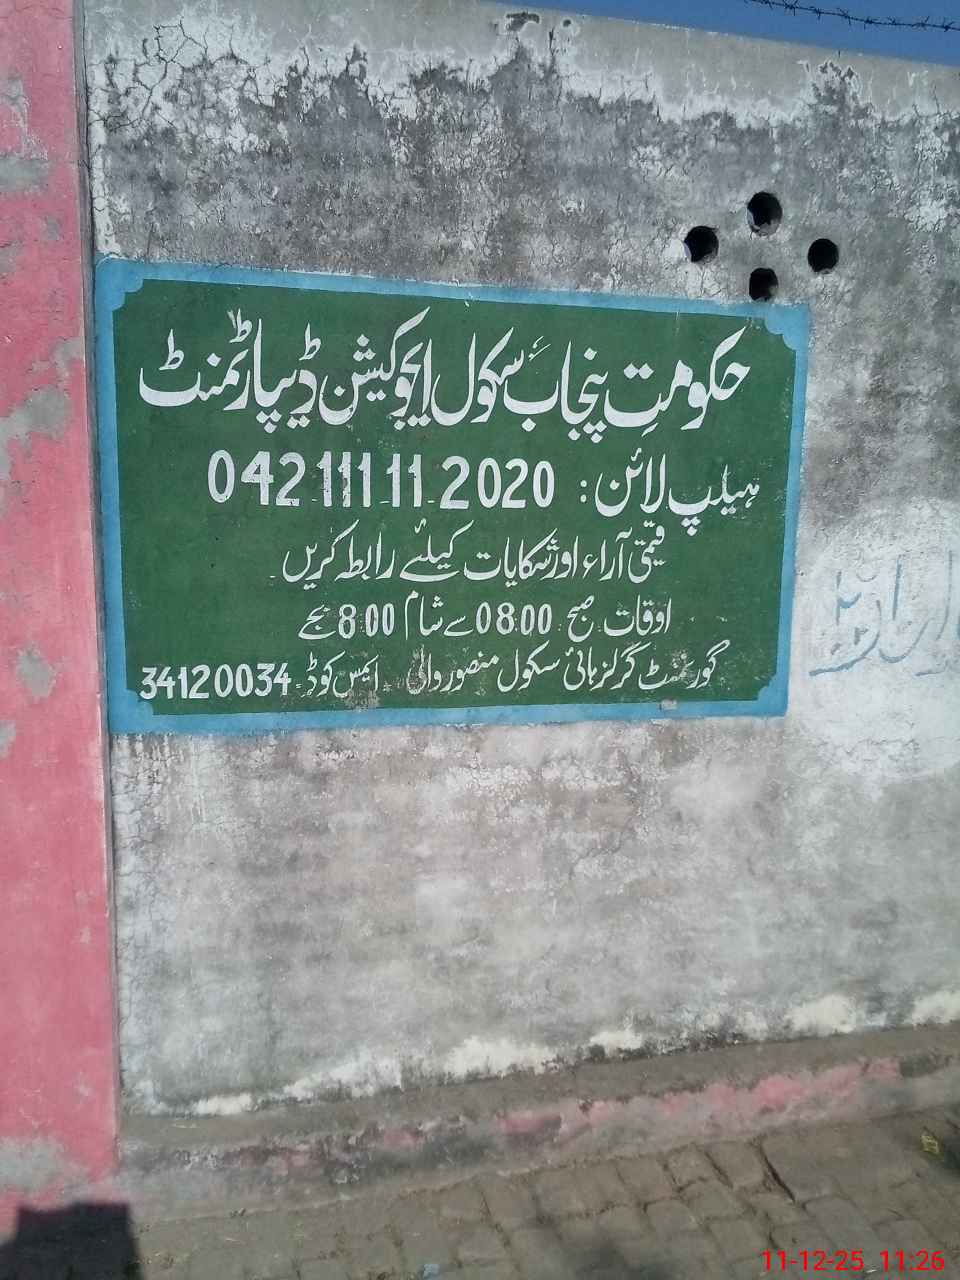 حکومتِ پنجاب سکول ایجوکیشن ڈیپارٹمنٹ
ہیلپ لائن : 042 111 11 2020
قیمتی آراء اور شکایات کیلئے رابطہ کریں
اوقات صبح 08:00 سے شام 8:00 بجے
گورنمنٹ گرلز ہائی سکول منصور والی ایمس کوڈ 34120034
11-12-25 11:26